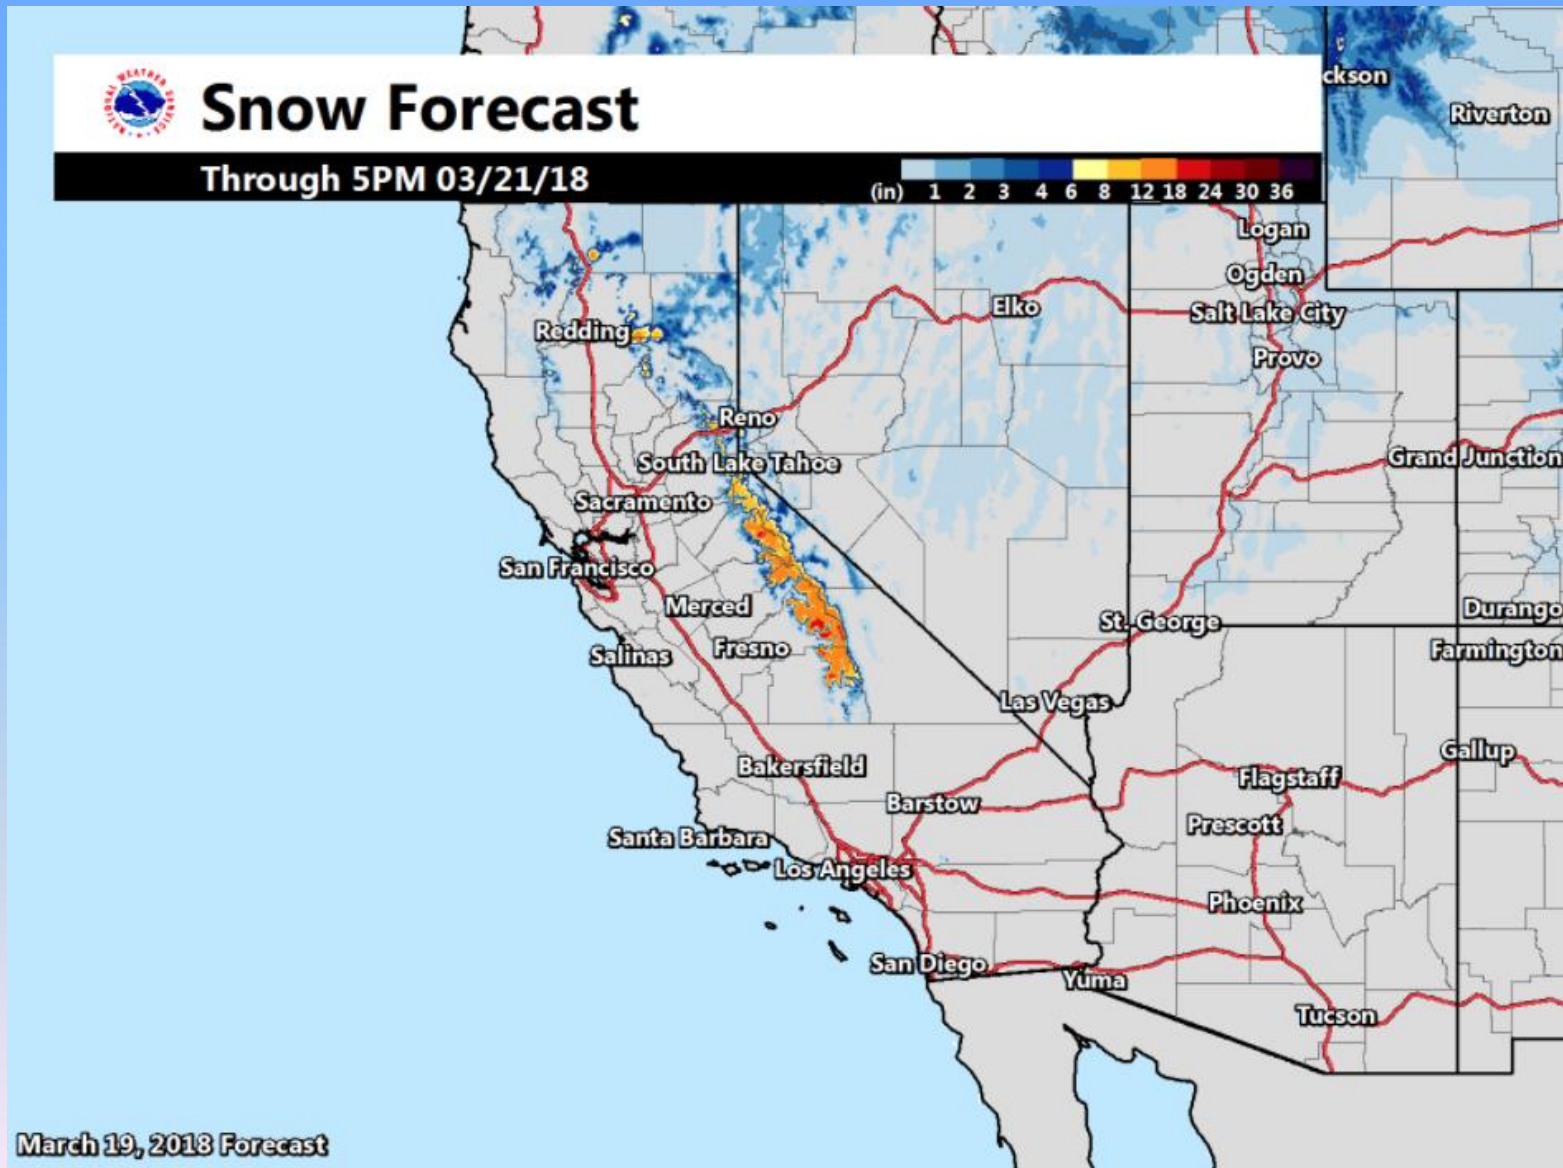 NATIONAL WEATHER SERVICE
Snow Forecast
Through 5PM 03/21/18
(in) 1 2 3 4 6 8 12 18 24 30 36
ckson
Riverton
Logan
Ogden
Elko
Salt Lake City
Redding
Provo
Reno
South Lake Tahoe
Grand Junction
Sacramento
San Francisco
Merced
Durango
St. George
Fresno
Salinas
Farmington
Las Vegas
Gallup
Bakersfield
Flagstaff
Barstow
Prescott
Santa Barbara
Los Angeles
Phoenix
San Diego
Yuma
Tucson
March 19, 2018 Forecast